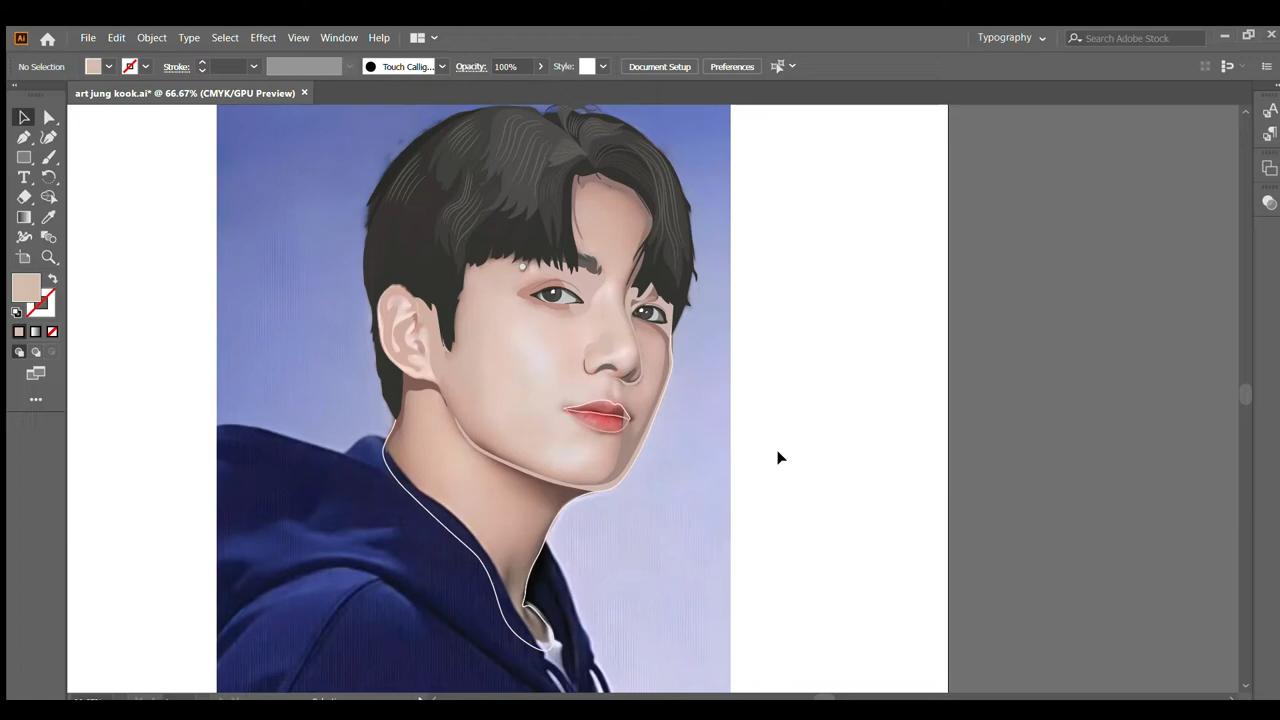 Ai File Edit Object Type Select Effect View Window Help Typography Search Adobe Stock
No Selection Stroke: Touch Callig... Opacity: 100% Style: Document Setup Preferences
art jung kook.ai* @ 66.67% (CMYK/GPU Preview)